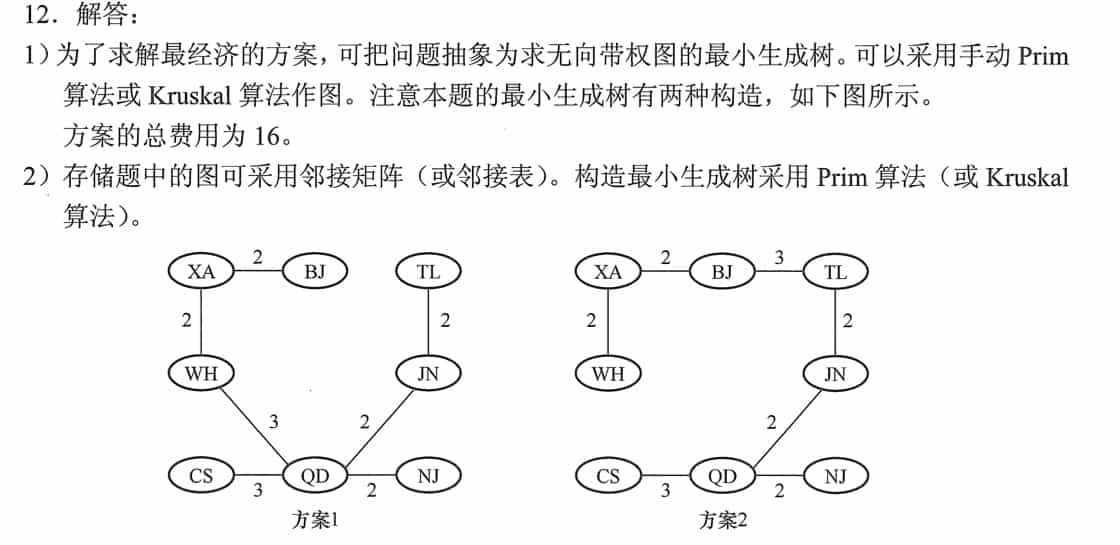 12．解答：
1）为了求解最经济的方案，可把问题抽象为求无向带权图的最小生成树。可以采用手动 Prim
算法或 Kruskal 算法作图。注意本题的最小生成树有两种构造，如下图所示。
方案的总费用为 16。
2）存储题中的图可采用邻接矩阵（或邻接表）。构造最小生成树采用 Prim 算法（或 Kruskal
算法）。
XA 2 BJ TL
2 2
WH JN
3 2
CS 3 QD 2 NJ
方案1
XA 2 BJ 3 TL
2 2
WH JN
2
CS 3 QD 2 NJ
方案2